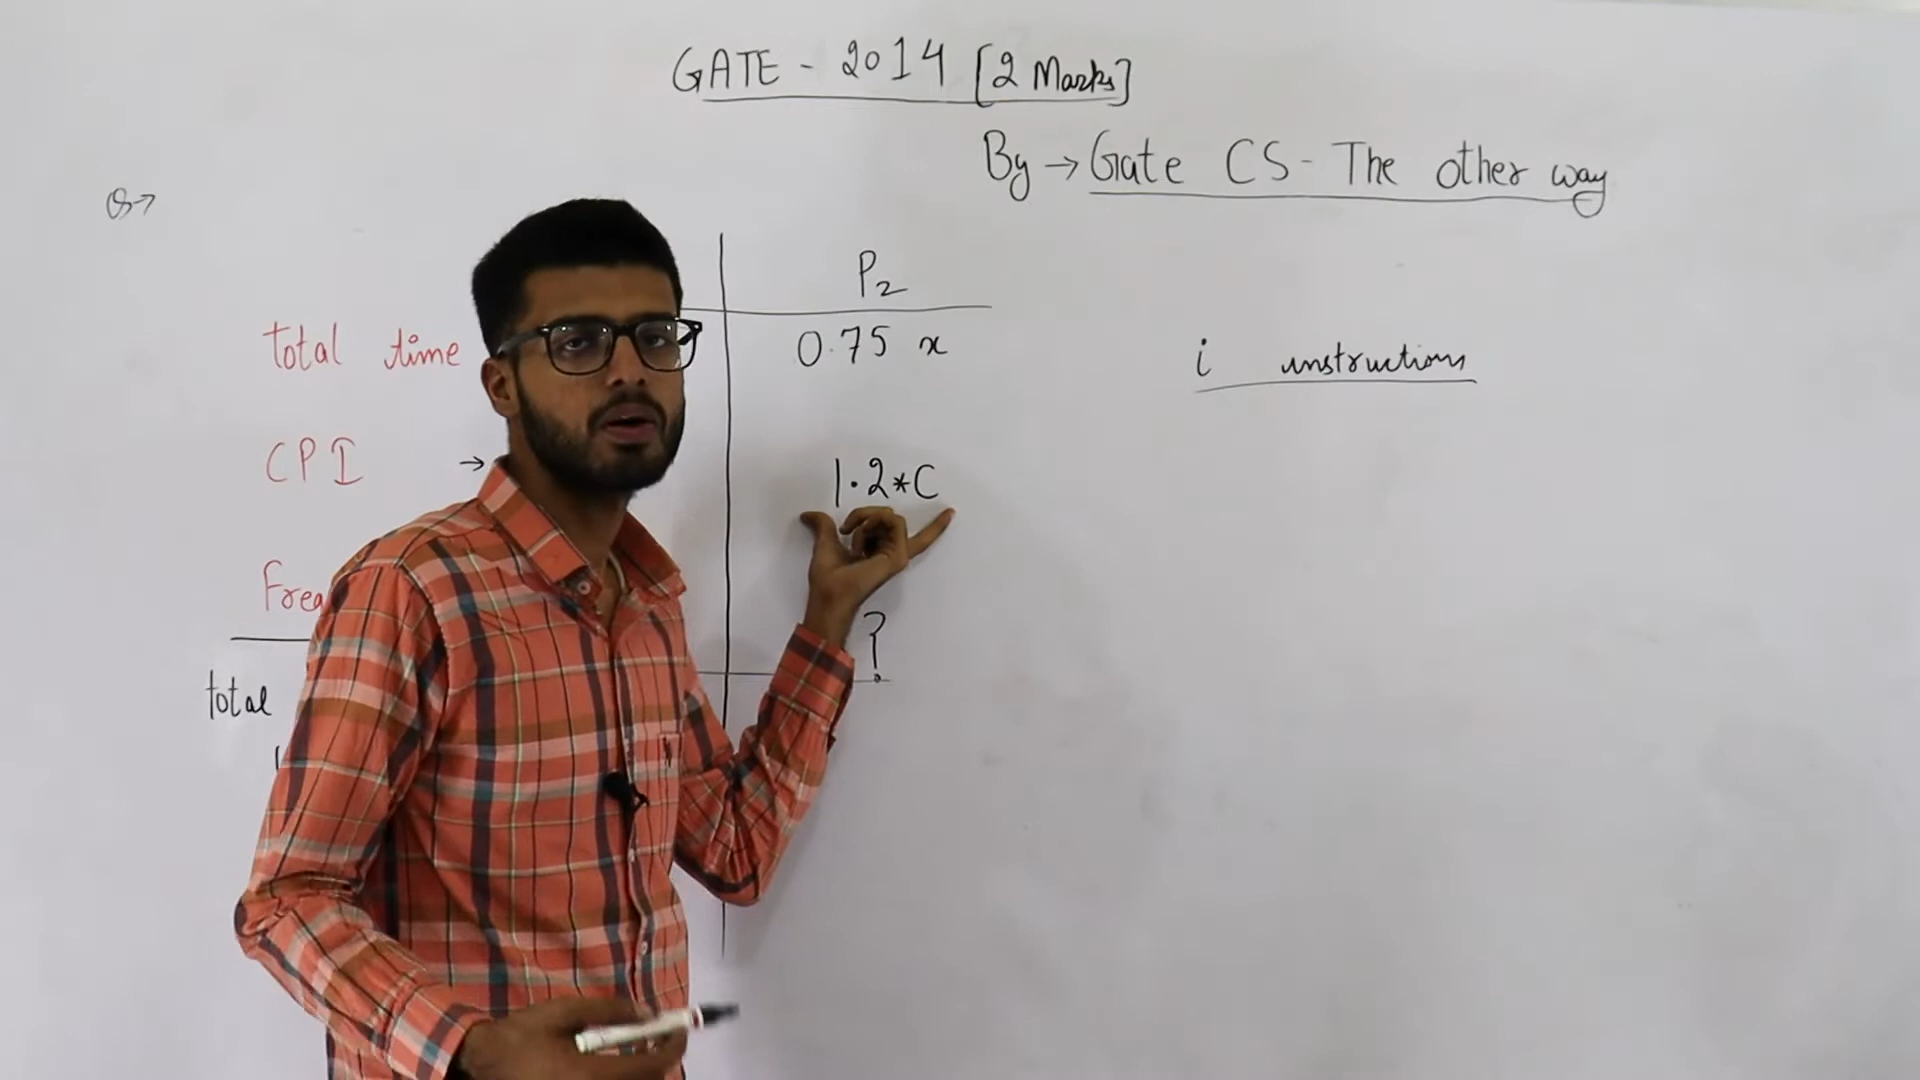 GATE - 2014 [2 Marks]
By → Gate CS - The other way
Q→
P2
total time
0.75 x
i instructions
CPI →
1.2*C
?
total